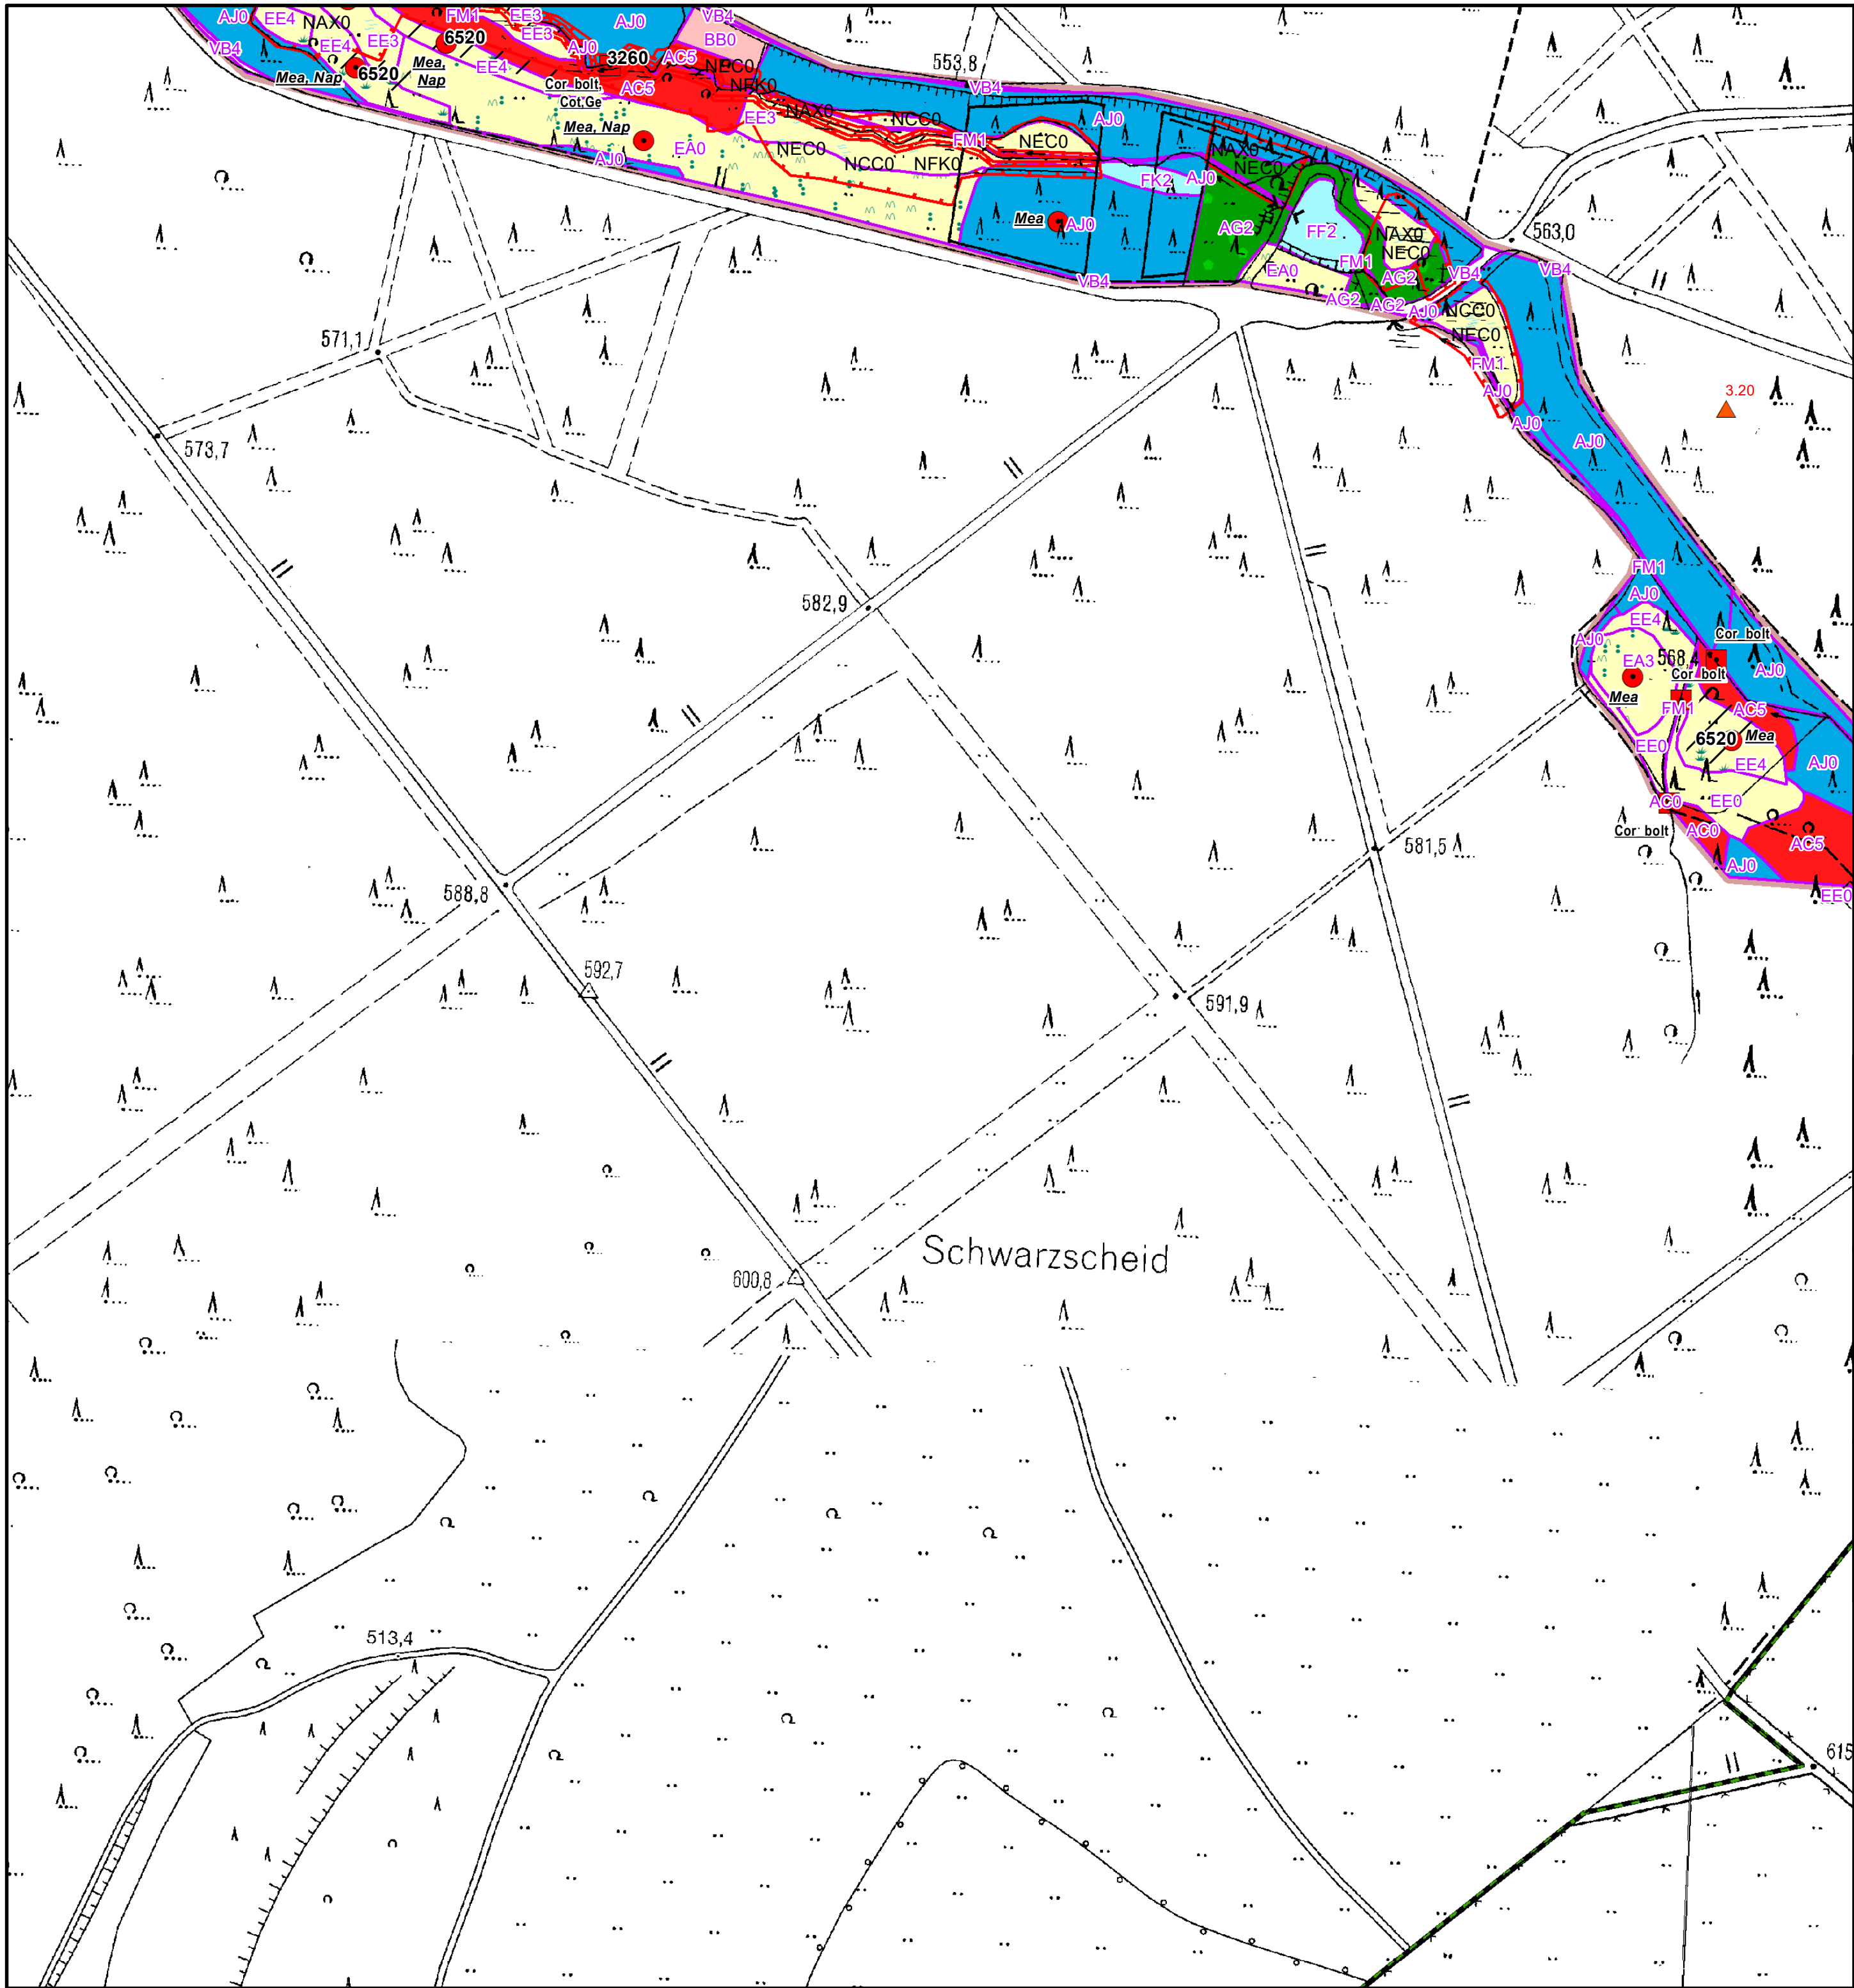 AJ0
EE4
NAX0
FM1
EE3
EE3
AJ0
VB4
BB0
VB4
EE4
EE3
6520
AJ0
3260
AC5
NEC0
553,8
Mea, Nap
6520
Mea,
Nap
EE4
Cor bolt,
Cot.Ge
AC5
NFK0
VB4
Mea, Nap
EA0
EE3
NAX0
NCC0
FM1
NEC0
AJ0
AJ0
NEC0
NCC0
NFK0
FK2
AJ0
NAX0
NEC0
Mea
AJ0
AG2
FF2
NAX0
NEC0
563,0
VB4
EA0
FM1
AG2
VB4
VB4
AG2
AG2
AJ0
NCC0
NEC0
571,1
FM1
AJ0
3.20
AJ0
AJ0
573,7
582,9
FM1
AJ0
EE4
AJ0
Cor bolt
EA3
568,4
Cor bolt
AJ0
Mea
FM1
AC5
6520
Mea
EE0
EE4
AJ0
AC0
EE0
Cor bolt
AC0
AC5
AJ0
EE0
581,5
588,8
592,7
591,9
Schwarzscheid
600,8
513,4
615